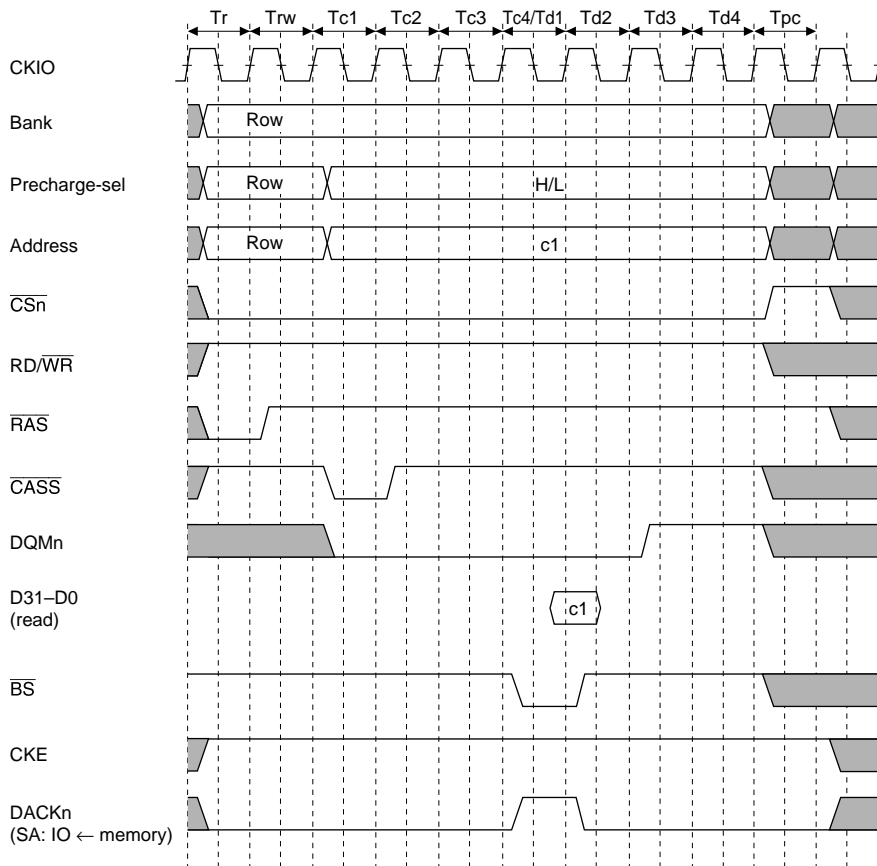 Tr Trw Tc1 Tc2 Tc3 Tc4/Td1 Td2 Td3 Td4 Tpc
CKIO
Bank Row
Precharge-sel Row H/L
Address Row c1
CSn
RD/WR
RAS
CASS
DQMn
D31–D0
(read) c1
BS
CKE
DACKn
(SA: IO ← memory)